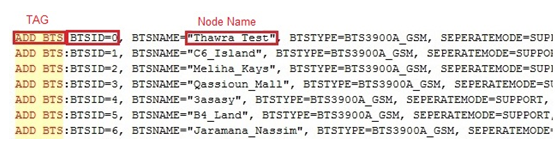 TAG Node Name
ADD BTS:BTSID=0, BTSNAME="Thawra_Test", BTSTYPE=BTS3900A_GSM, SEPERATEMODE=SUPP
ADD BTS:BTSID=1, BTSNAME="C6_Island", BTSTYPE=BTS3900A_GSM, SEPERATEMODE=SUPPO
ADD BTS:BTSID=2, BTSNAME="Meliha_Kays", BTSTYPE=BTS3900A_GSM, SEPERATEMODE=SUP
ADD BTS:BTSID=3, BTSNAME="Qassioun_Mall", BTSTYPE=BTS3900A_GSM, SEPERATEMODE=S
ADD BTS:BTSID=4, BTSNAME="3asasy", BTSTYPE=BTS3900A_GSM, SEPERATEMODE=SUPPORT,
ADD BTS:BTSID=5, BTSNAME="B4_Land", BTSTYPE=BTS3900A_GSM, SEPERATEMODE=SUPPORT
ADD BTS:BTSID=6, BTSNAME="Jaramana_Nassim", BTSTYPE=BTS3900A_GSM, SEPERATEMODE=